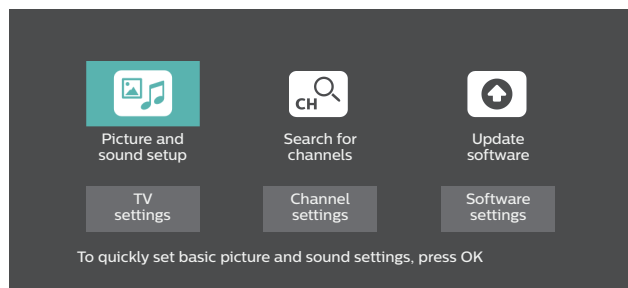 CH
Picture and
sound setup
Search for
channels
Update
software
TV
settings
Channel
settings
Software
settings
To quickly set basic picture and sound settings, press OK